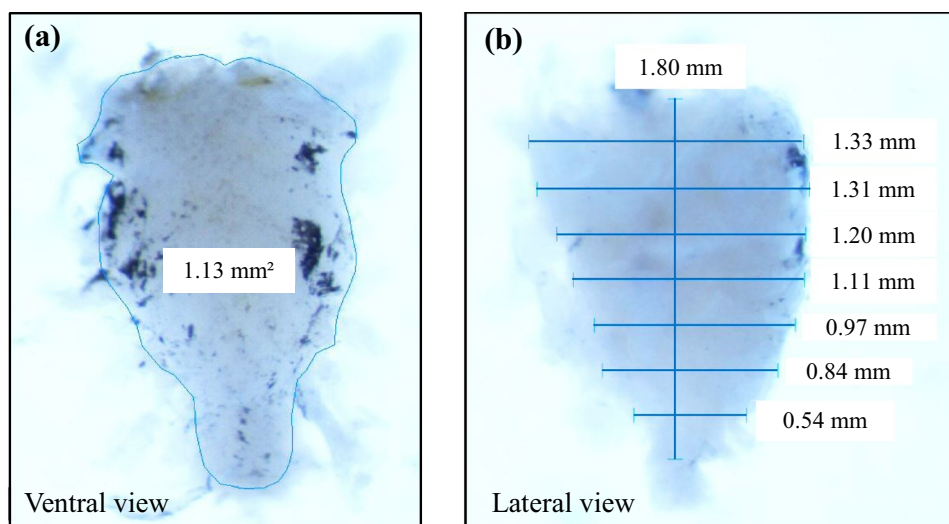 (a)
1.13 mm²
Ventral view
(b)
1.80 mm
1.33 mm
1.31 mm
1.20 mm
1.11 mm
0.97 mm
0.84 mm
0.54 mm
Lateral view